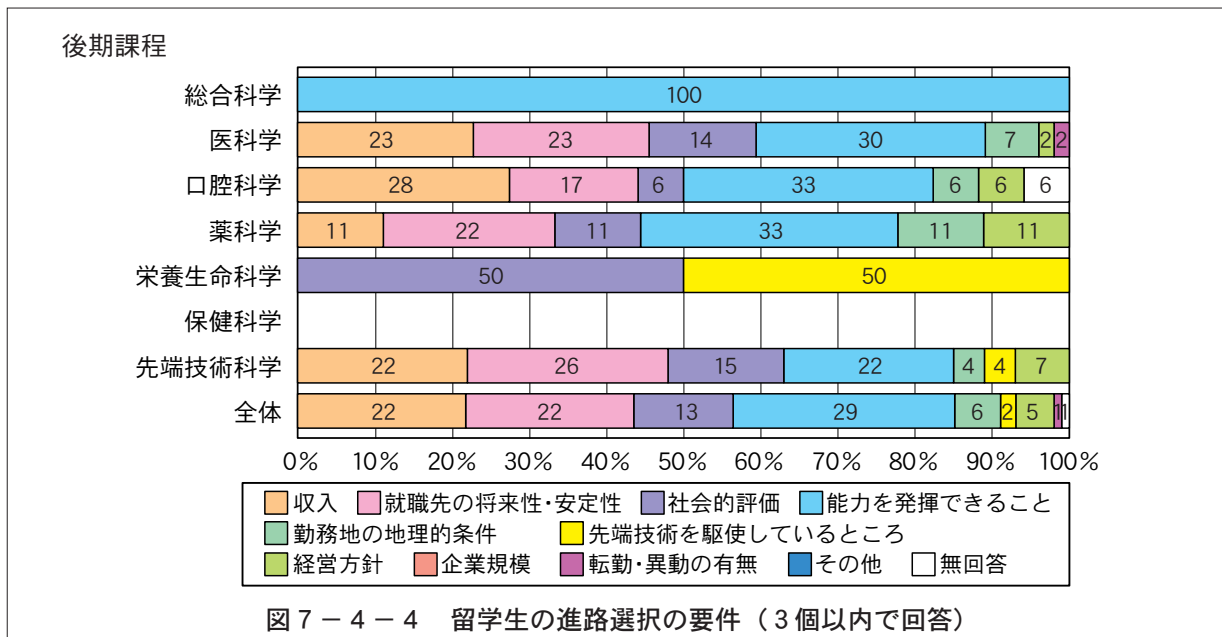 後期課程
総合科学 100
医科学 23 23 14 30 7 2 2
口腔科学 28 17 6 33 6 6 6
薬科学 11 22 11 33 11 11
栄養生命科学 50 50
保健科学
先端技術科学 22 26 15 22 4 4 7
全体 22 22 13 29 6 2 5 1 1
0% 10% 20% 30% 40% 50% 60% 70% 80% 90% 100%
収入 就職先の将来性・安定性 社会的評価 能力を発揮できること
勤務地の地理的条件 先端技術を駆使しているところ
経営方針 企業規模 転勤・異動の有無 その他 無回答
図7-4-4 留学生の進路選択の要件(3個以内で回答)